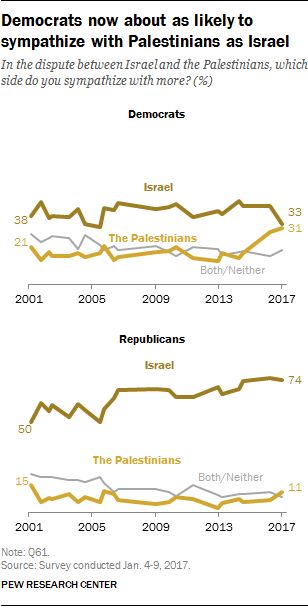 Democrats now about as likely to
sympathize with Palestinians as Israel
In the dispute between Israel and the Palestinians, which
side do you sympathize with more? (%)
Democrats
Israel
38
33
31
21
The Palestinians
Both/Neither
2001 2005 2009 2013 2017
Republicans
Israel
74
50
The Palestinians
15
Both/Neither
11
2001 2005 2009 2013 2017
Note: Q61.
Source: Survey conducted Jan. 4-9, 2017.
PEW RESEARCH CENTER